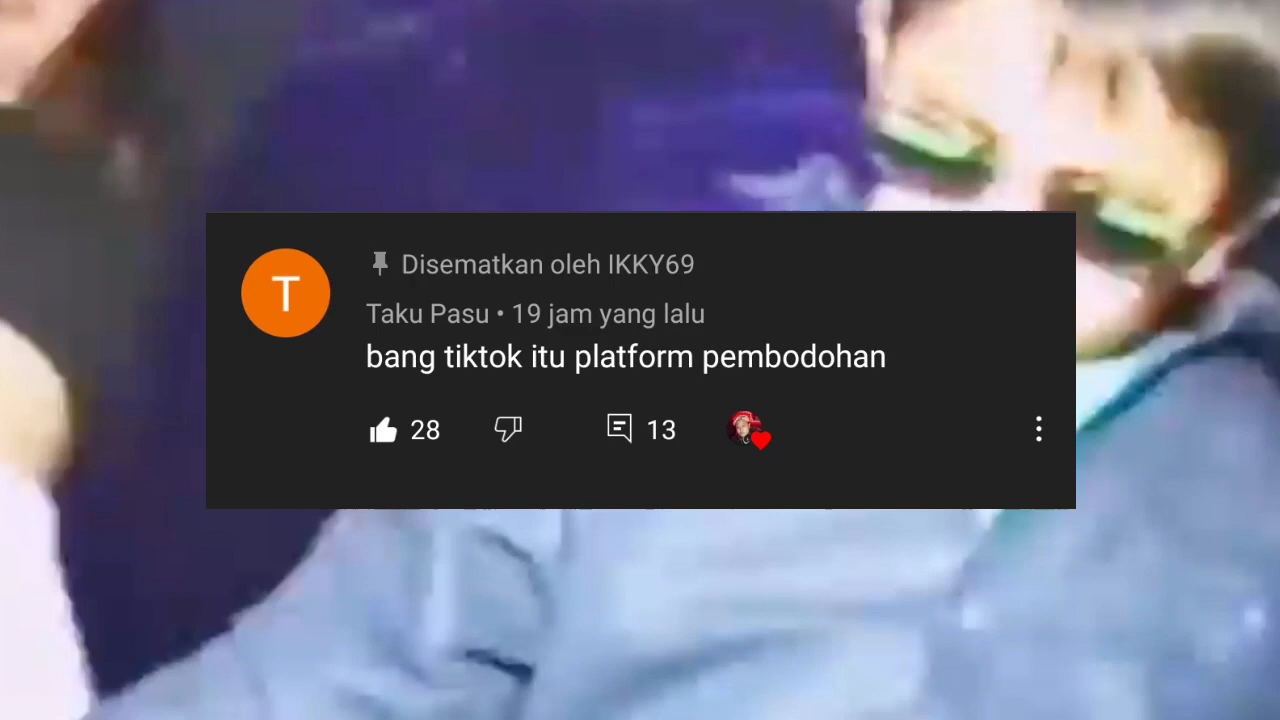 T
Disematkan oleh IKKY69
Taku Pasu • 19 jam yang lalu
bang tiktok itu platform pembodohan
28
13